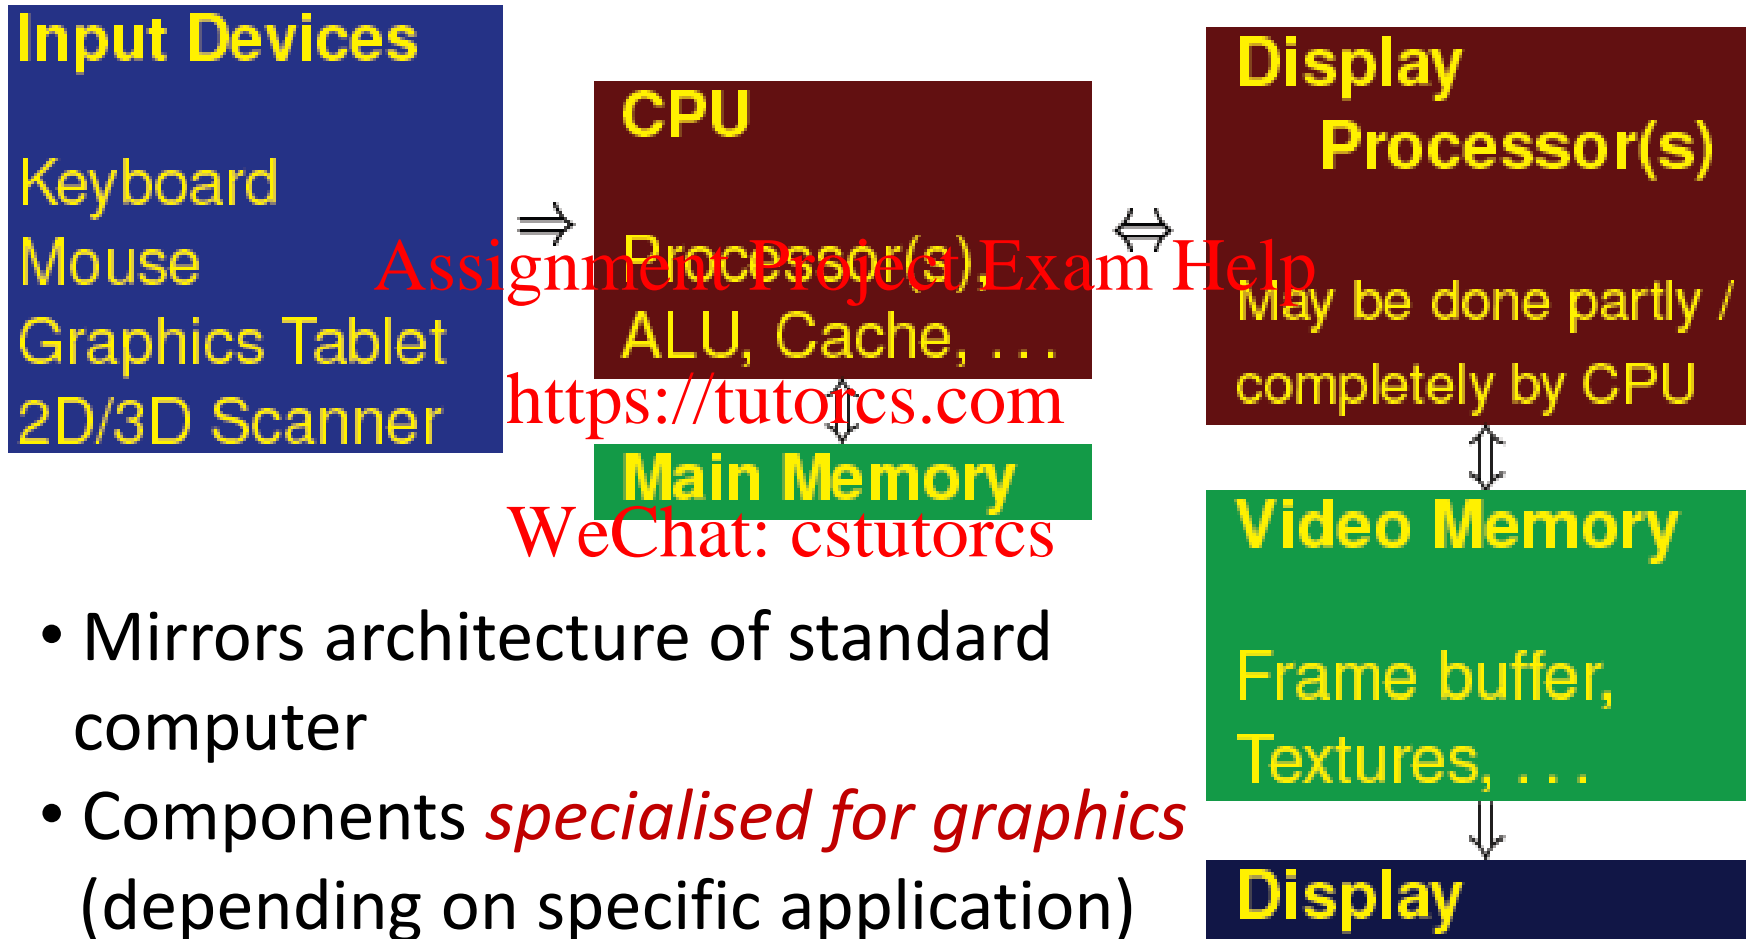 Input Devices
Keyboard
Mouse
Graphics Tablet
2D/3D Scanner
CPU
Processor(s),
ALU, Cache, . . .
Main Memory
Display
Processor(s)
May be done partly /
completely by CPU
Video Memory
Frame buffer,
Textures, . . .
Display
Assignment Project Exam Help
https://tutorcs.com
WeChat: cstutorcs
• Mirrors architecture of standard
computer
• Components specialised for graphics
(depending on specific application)